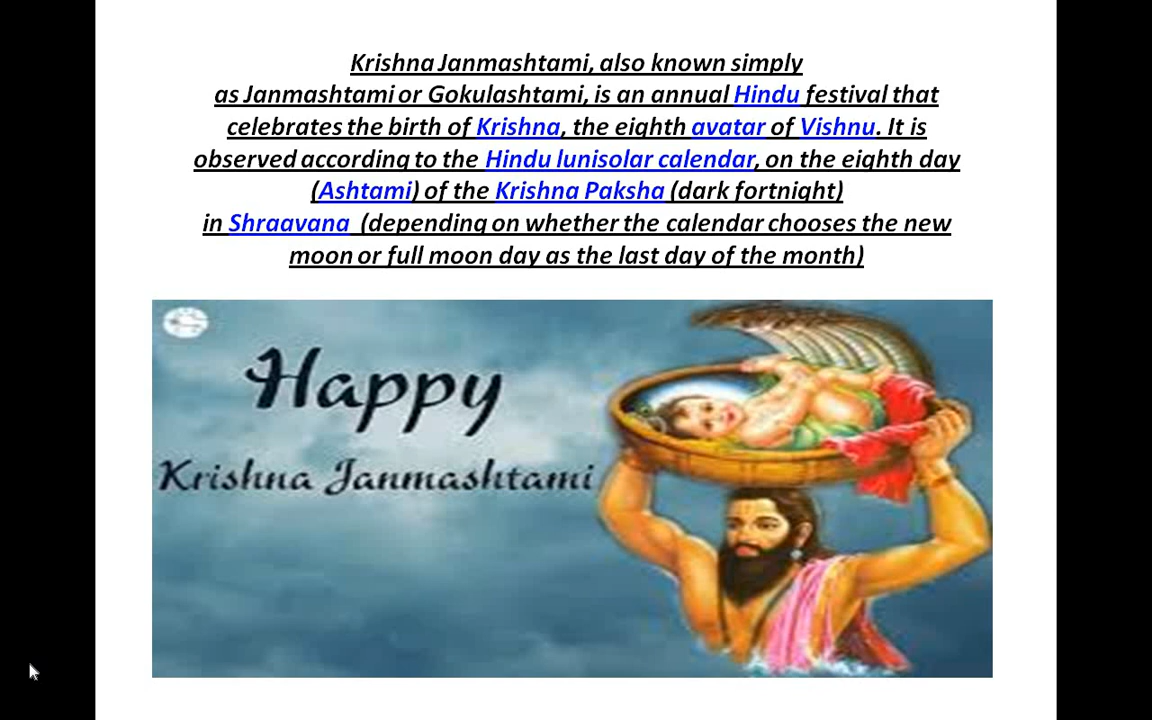 Krishna Janmashtami, also known simply
as Janmashtami or Gokulashtami, is an annual Hindu festival that
celebrates the birth of Krishna, the eighth avatar of Vishnu. It is
observed according to the Hindu lunisolar calendar, on the eighth day
(Ashtami) of the Krishna Paksha (dark fortnight)
in Shraavana (depending on whether the calendar chooses the new
moon or full moon day as the last day of the month)
Happy
Krishna Janmashtami